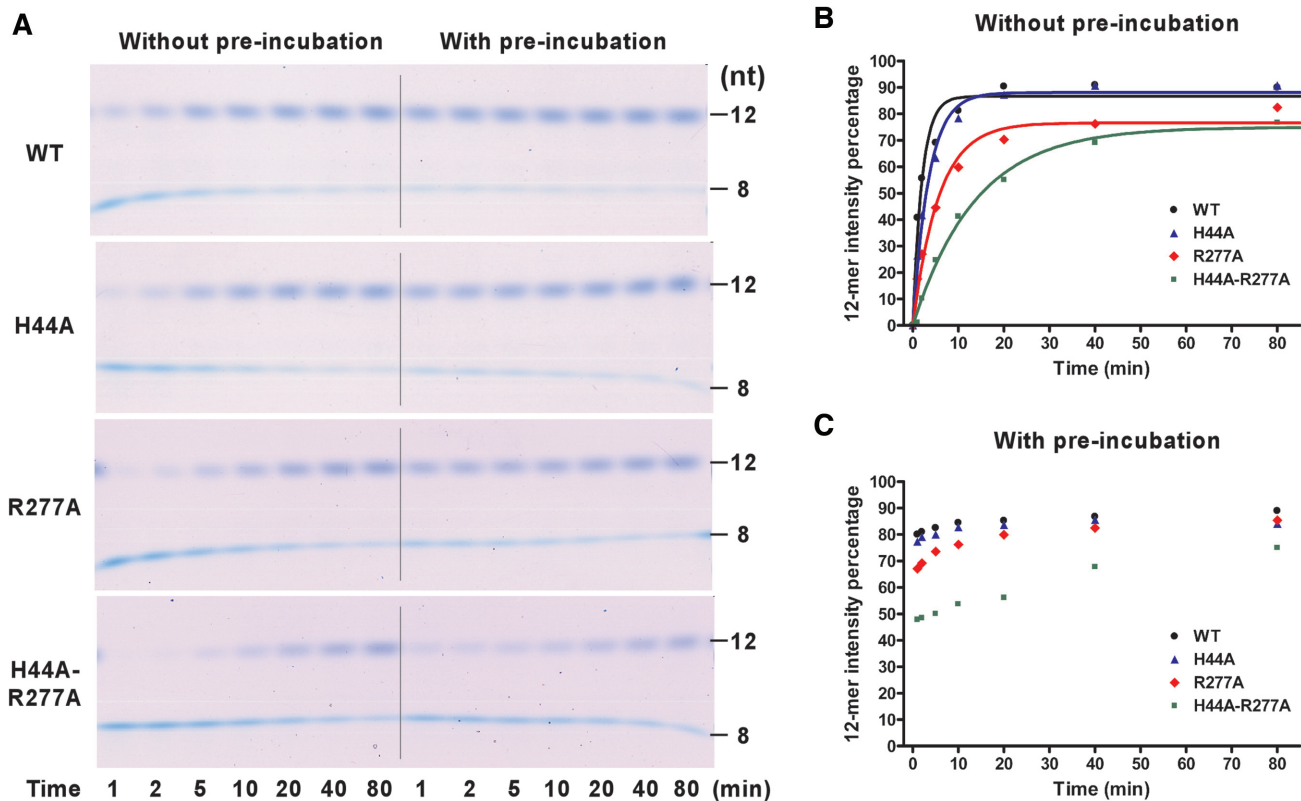 A
Without pre-incubation
With pre-incubation
(nt)
WT
12
8
H44A
12
8
R277A
12
8
H44A-
R277A
12
8
Time 1 2 5 10 20 40 80 1 2 5 10 20 40 80 (min)
B
Without pre-incubation
12-mer intensity percentage
100
90
80
70
60
50
40
30
20
10
0
WT
H44A
R277A
H44A-R277A
0 10 20 30 40 50 60 70 80
Time (min)
C
With pre-incubation
12-mer intensity percentage
100
90
80
70
60
50
40
30
20
10
0
WT
H44A
R277A
H44A-R277A
0 10 20 30 40 50 60 70 80
Time (min)